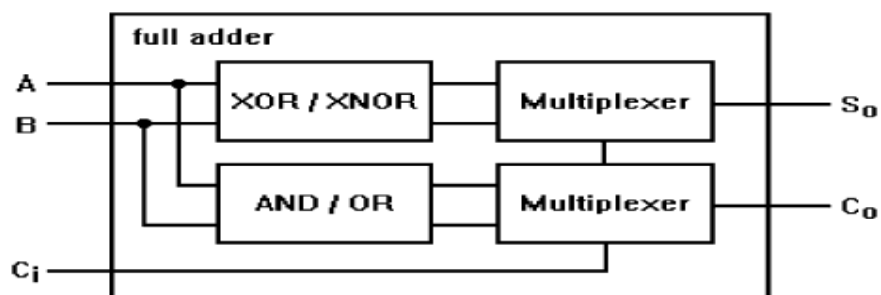 full adder
A
XOR / XNOR
Multiplexer
So
B
AND / OR
Multiplexer
Co
Ci